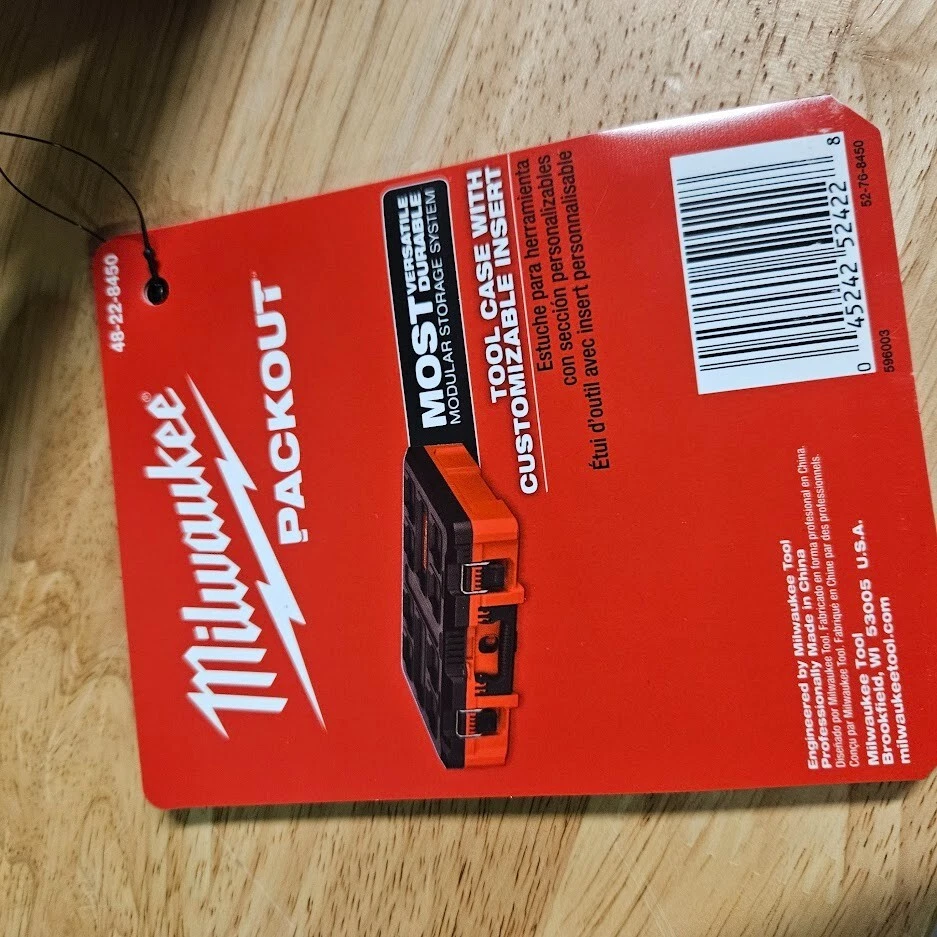 48-22-8450
Milwaukee®
PACKOUT™
MOST VERSATILE
DURABLE
MODULAR STORAGE SYSTEM
TOOL CASE WITH
CUSTOMIZABLE INSERT
Estuche para herramienta
con sección personalizables
Étui d'outil avec insert personnalisable
Engineered by Milwaukee Tool
Professionally Made in China
Diseñado por Milwaukee Tool. Fabricado en forma profesional en China.
Conçu par Milwaukee Tool. Fabriqué en Chine par des professionnels.
Milwaukee Tool
Brookfield, WI 53005 U.S.A.
milwaukeetool.com
0 45242 52422 8
596003 52-76-8450